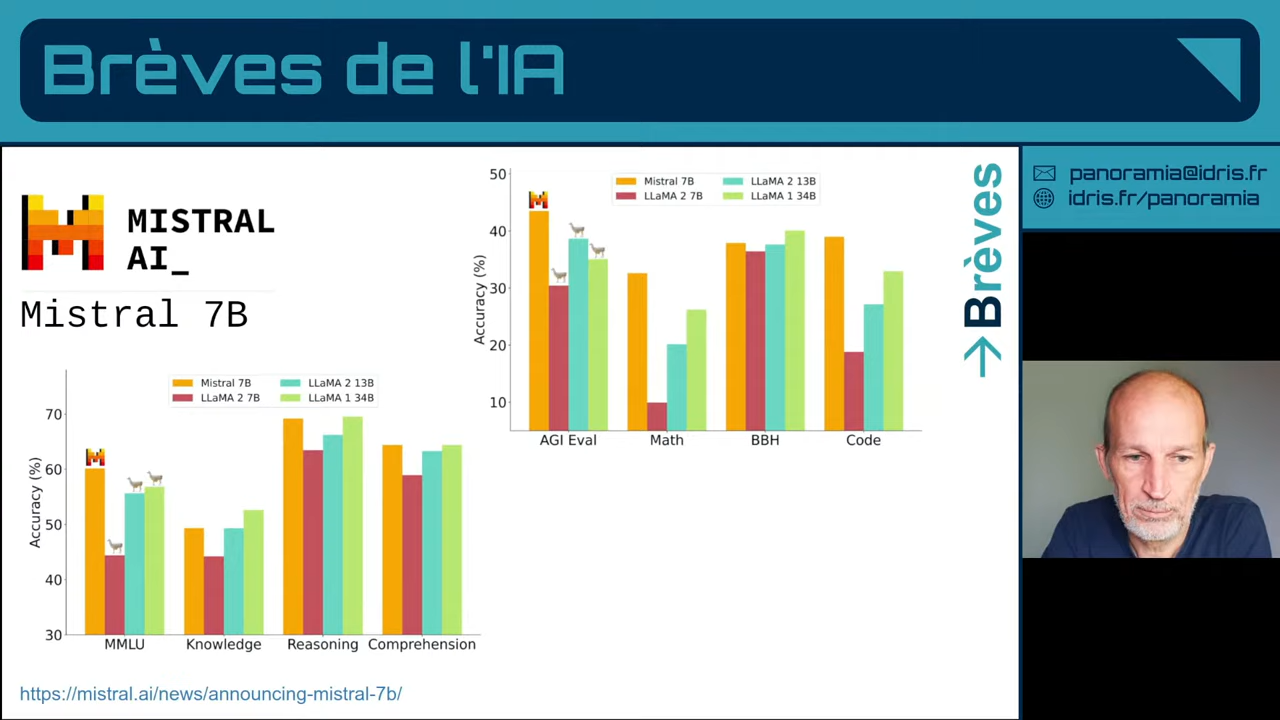 Brèves de l'IA
MISTRAL
AI_
Mistral 7B
Accuracy (%)
50
40
30
20
10
Mistral 7B
LLaMA 2 7B
LLaMA 2 13B
LLaMA 1 34B
AGI Eval
Math
BBH
Code
Accuracy (%)
70
60
50
40
30
Mistral 7B
LLaMA 2 7B
LLaMA 2 13B
LLaMA 1 34B
MMLU
Knowledge
Reasoning
Comprehension
https://mistral.ai/news/announcing-mistral-7b/
→Brèves
panoramia@idris.fr
idris.fr/panoramia